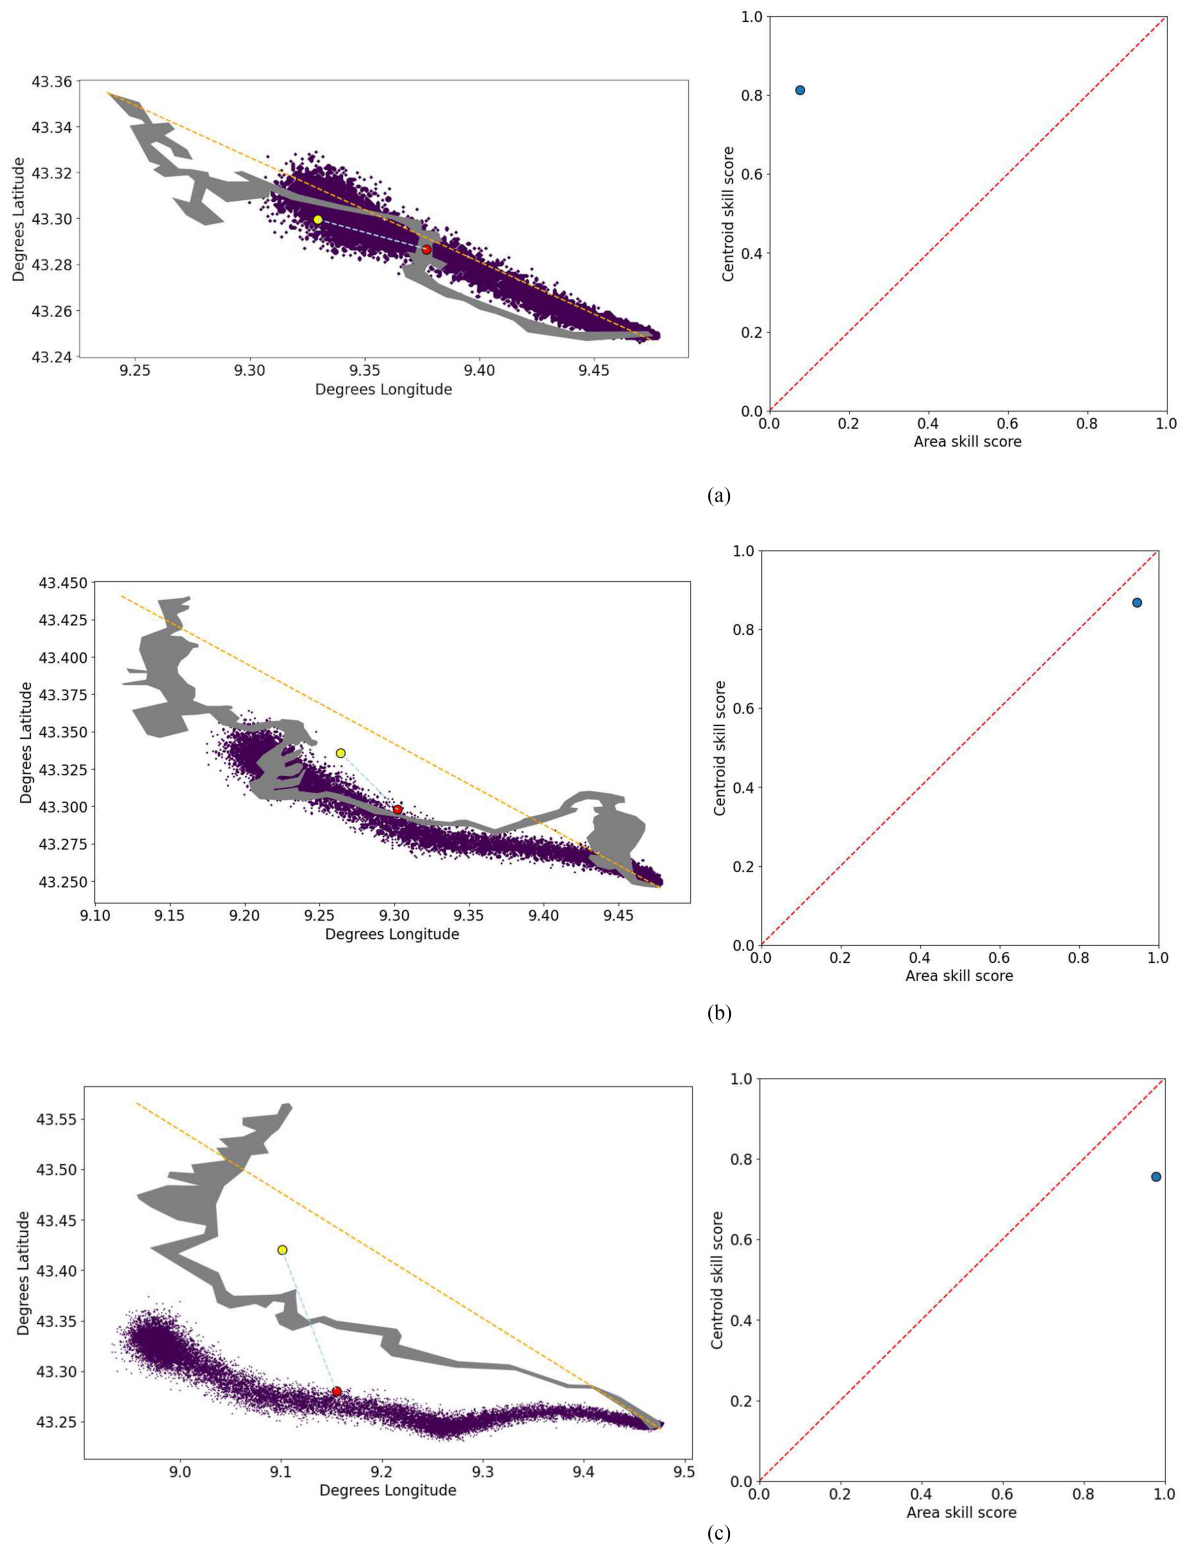 43.36
43.34
43.32
43.30
43.28
43.26
43.24
Degrees Latitude
9.25 9.30 9.35 9.40 9.45
Degrees Longitude
1.0
0.8
0.6
0.4
0.2
0.0
Centroid skill score
0.0 0.2 0.4 0.6 0.8 1.0
Area skill score
(a)
43.450
43.425
43.400
43.375
43.350
43.325
43.300
43.275
43.250
Degrees Latitude
9.10 9.15 9.20 9.25 9.30 9.35 9.40 9.45
Degrees Longitude
1.0
0.8
0.6
0.4
0.2
0.0
Centroid skill score
0.0 0.2 0.4 0.6 0.8 1.0
Area skill score
(b)
43.55
43.50
43.45
43.40
43.35
43.30
43.25
Degrees Latitude
9.0 9.1 9.2 9.3 9.4 9.5
Degrees Longitude
1.0
0.8
0.6
0.4
0.2
0.0
Centroid skill score
0.0 0.2 0.4 0.6 0.8 1.0
Area skill score
(c)